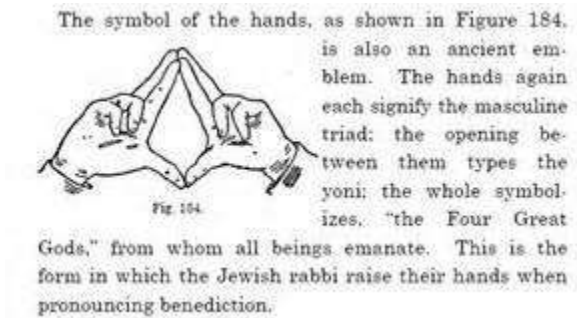 The symbol of the hands, as shown in Figure 184,
is also an ancient em-
blem. The hands again
each signify the masculine
triad; the opening be-
tween them types the
yoni; the whole symbol-
izes, "the Four Great
Fig. 184.
Gods," from whom all beings emanate. This is the
form in which the Jewish rabbi raise their hands when
pronouncing benediction.